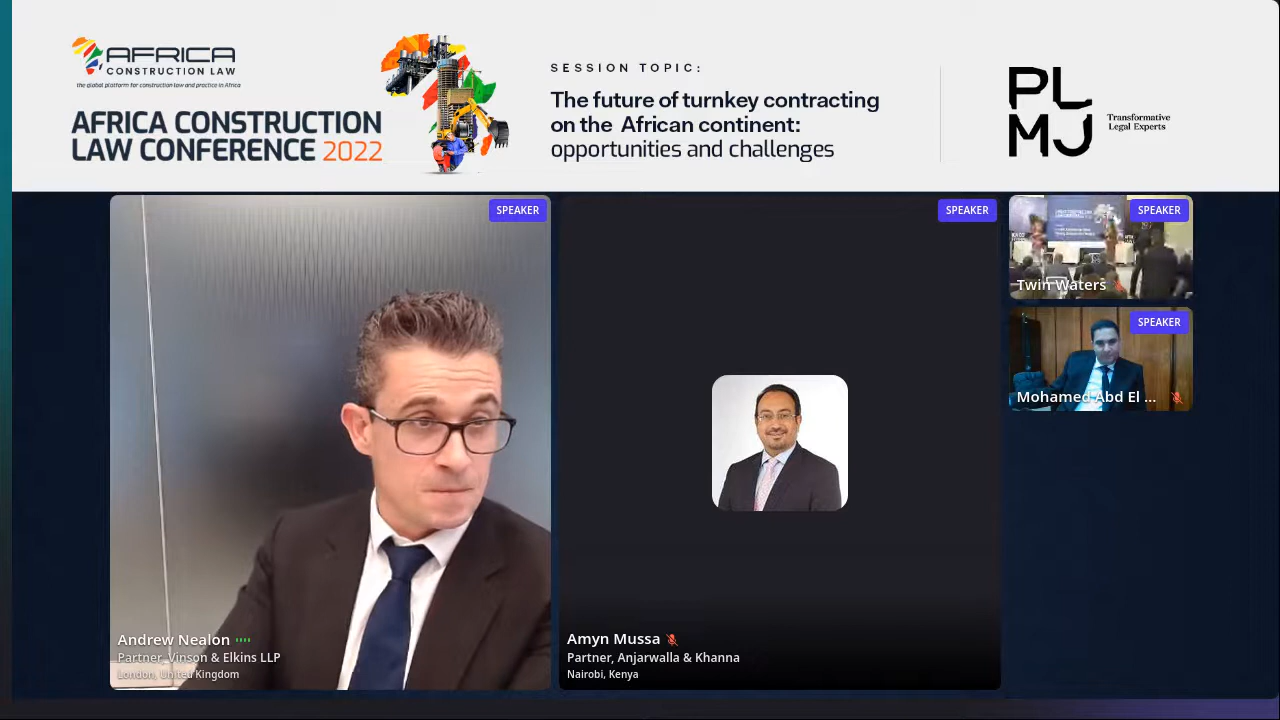 AFRICA
CONSTRUCTION LAW
the global platform for construction law and practice in Africa
AFRICA CONSTRUCTION
LAW CONFERENCE 2022
SESSION TOPIC:
The future of turnkey contracting
on the African continent:
opportunities and challenges
PL
MJ
Transformative
Legal Experts
SPEAKER
Andrew Nealon
Partner, Vinson & Elkins LLP
London, United Kingdom
SPEAKER
Amyn Mussa
Partner, Anjarwalla & Khanna
Nairobi, Kenya
SPEAKER
Twin Waters
SPEAKER
Mohamed Abd El ...